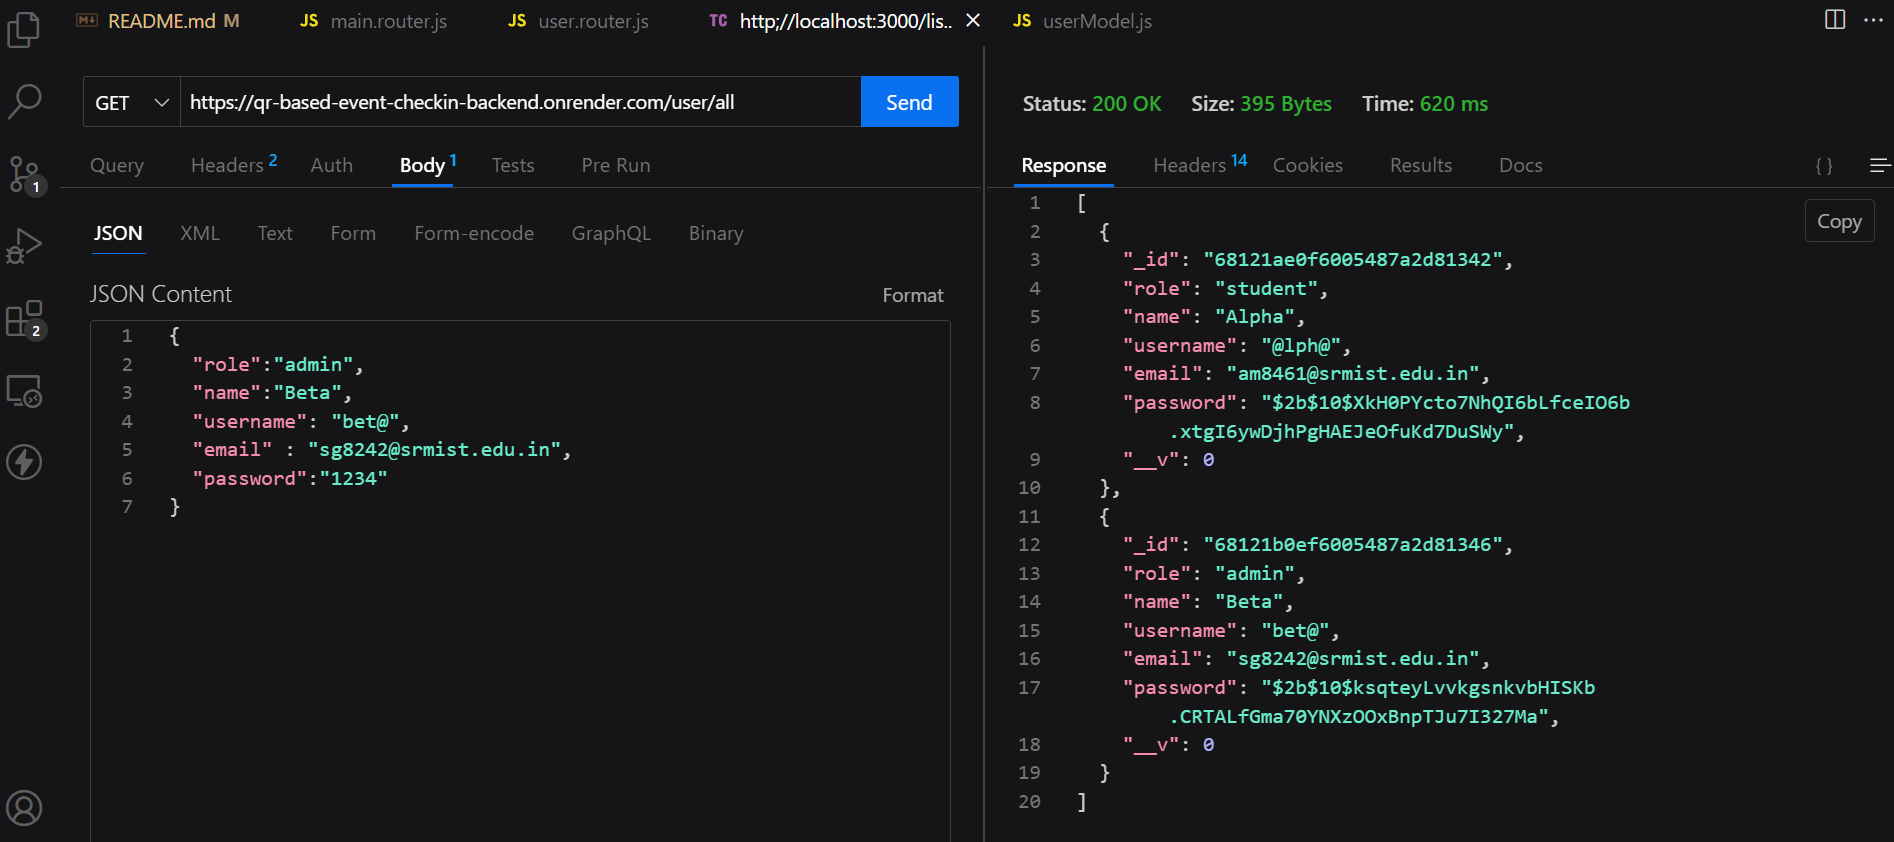 README.md M
JS main.router.js
JS user.router.js
TC http;//localhost:3000/lis..
JS userModel.js
GET https://qr-based-event-checkin-backend.onrender.com/user/all Send
Status: 200 OK Size: 395 Bytes Time: 620 ms
Query Headers 2 Auth Body 1 Tests Pre Run
Response Headers 14 Cookies Results Docs { }
1
2
JSON XML Text Form Form-encode GraphQL Binary
JSON Content Format
1 {
2 "role":"admin",
3 "name":"Beta",
4 "username": "bet@",
5 "email" : "sg8242@srmist.edu.in",
6 "password":"1234"
7 }
Copy
1 [
2 {
3 "_id": "68121ae0f6005487a2d81342",
4 "role": "student",
5 "name": "Alpha",
6 "username": "@lph@",
7 "email": "am8461@srmist.edu.in",
8 "password": "$2b$10$XkH0PYcto7NhQI6bLfceIO6b
.xtgI6ywDjhPgHAEJeOfuKd7DuSWy",
9 "__v": 0
10 },
11 {
12 "_id": "68121b0ef6005487a2d81346",
13 "role": "admin",
14 "name": "Beta",
15 "username": "bet@",
16 "email": "sg8242@srmist.edu.in",
17 "password": "$2b$10$ksqteyLvvkgsnkvbHISKb
.CRTALfGma70YNXzOOxBnpTJu7I327Ma",
18 "__v": 0
19 }
20 ]